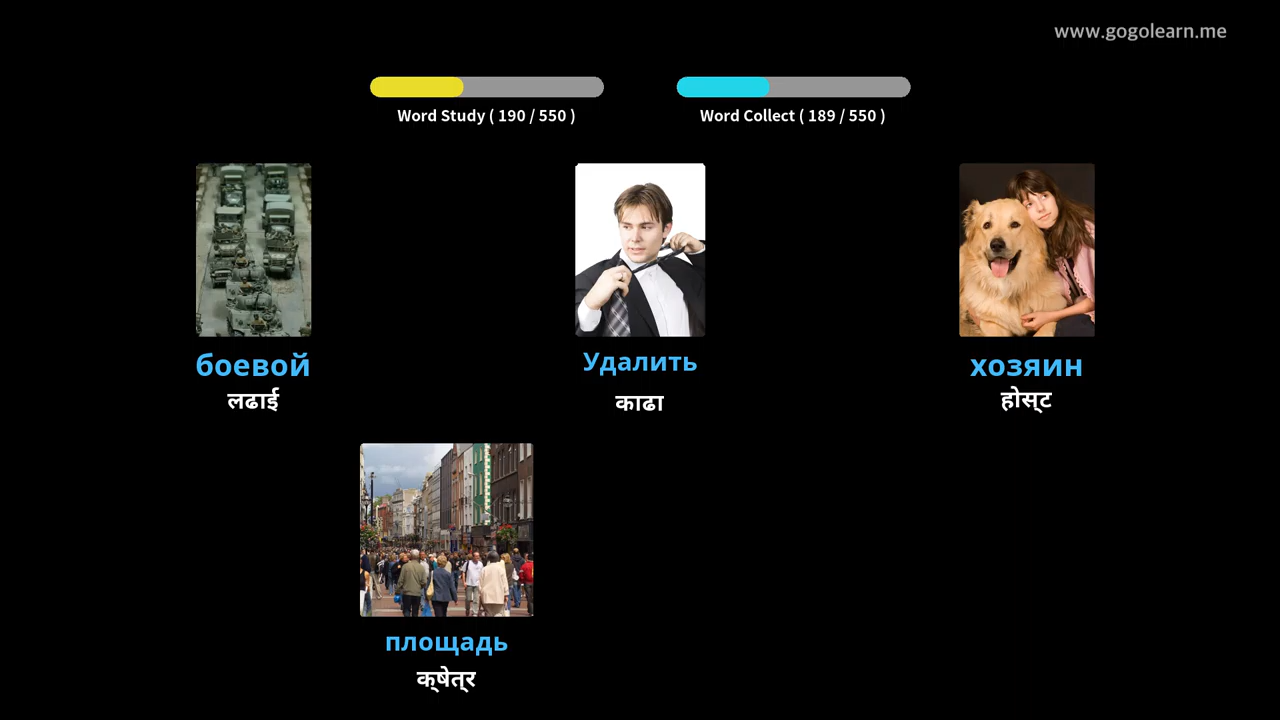 www.gogolearn.me
Word Study ( 190 / 550 )
Word Collect ( 189 / 550 )
боевой
Удалить
хозяин
लढाई
काढा
होस्ट
площадь
क्षेत्र